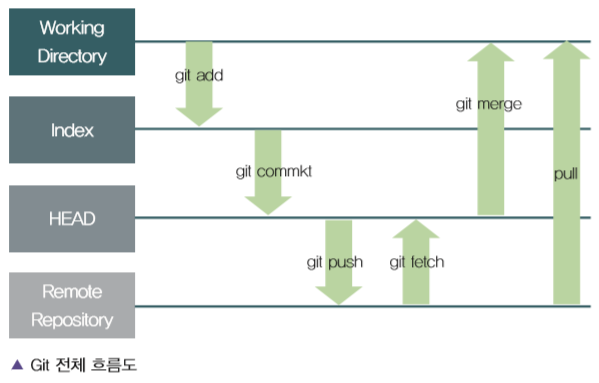 Working
Directory
git add
git merge
Index
git commkt
pull
HEAD
git push
git fetch
Remote
Repository
▲ Git 전체 흐름도